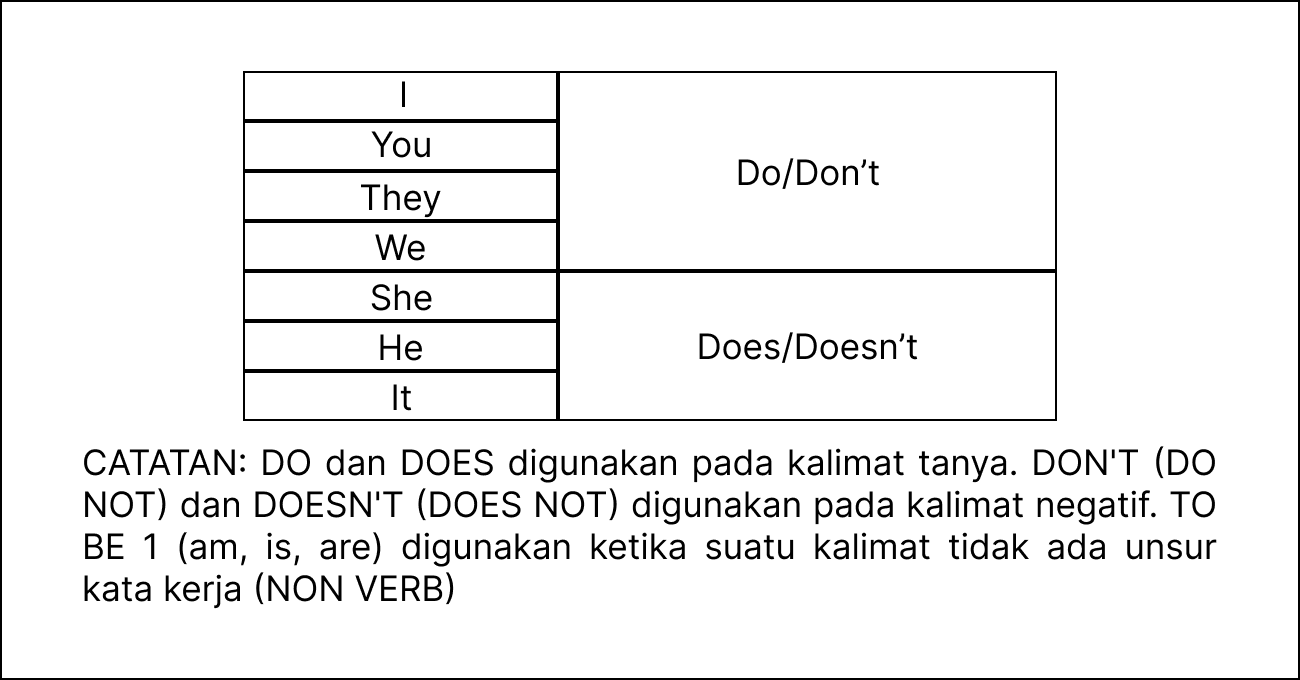 I
You
They
We
Do/Don’t
She
He
It
Does/Doesn’t
CATATAN: DO dan DOES digunakan pada kalimat tanya. DON'T (DO
NOT) dan DOESN'T (DOES NOT) digunakan pada kalimat negatif. TO
BE 1 (am, is, are) digunakan ketika suatu kalimat tidak ada unsur
kata kerja (NON VERB)